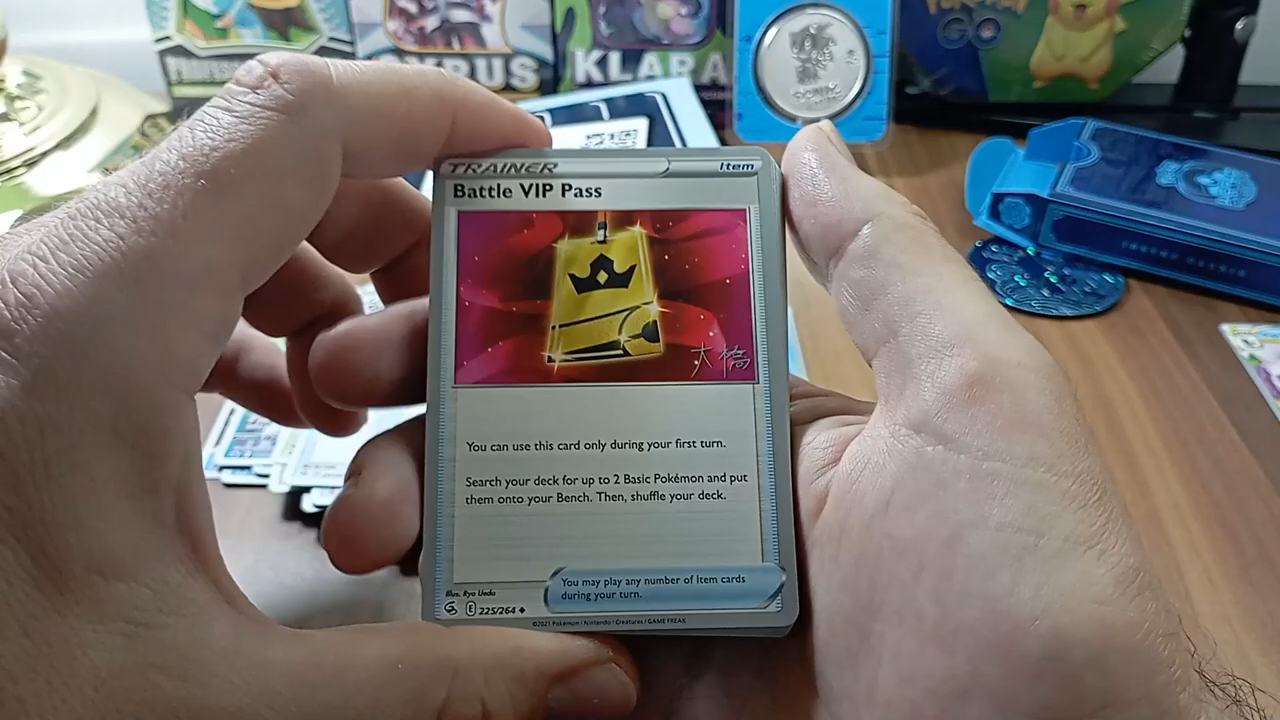 POKÉMON
GO
CYRUS
KLARA
TRAINER
Item
Battle VIP Pass
大橋
You can use this card only during your first turn.
Search your deck for up to 2 Basic Pokémon and put
them onto your Bench. Then, shuffle your deck.
You may play any number of Item cards
during your turn.
Illus. Ryo Ueda
E 225/264
©2021 Pokémon / Nintendo / Creatures / GAME FREAK